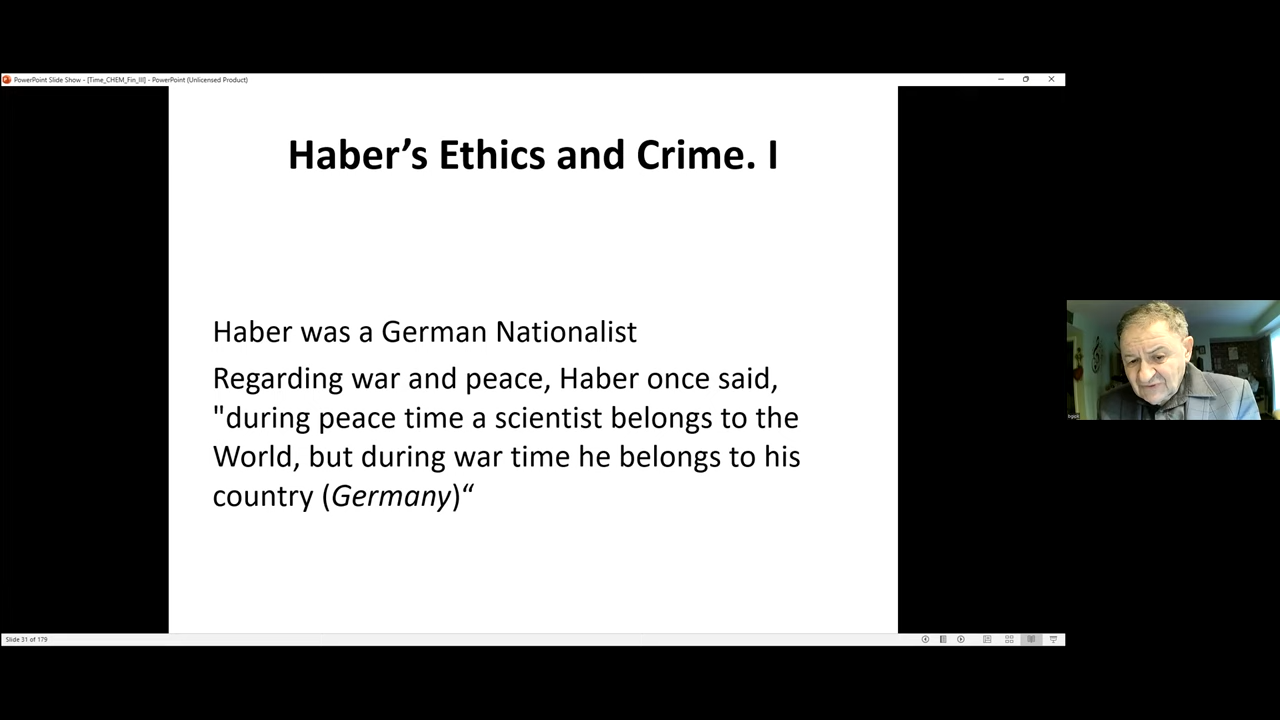 PowerPoint Slide Show - [Time_CHEM_Fin_III] - PowerPoint (Unlicensed Product)
Haber’s Ethics and Crime. I
Haber was a German Nationalist
Regarding war and peace, Haber once said,
"during peace time a scientist belongs to the
World, but during war time he belongs to his
country (Germany)“
Slide 31 of 179